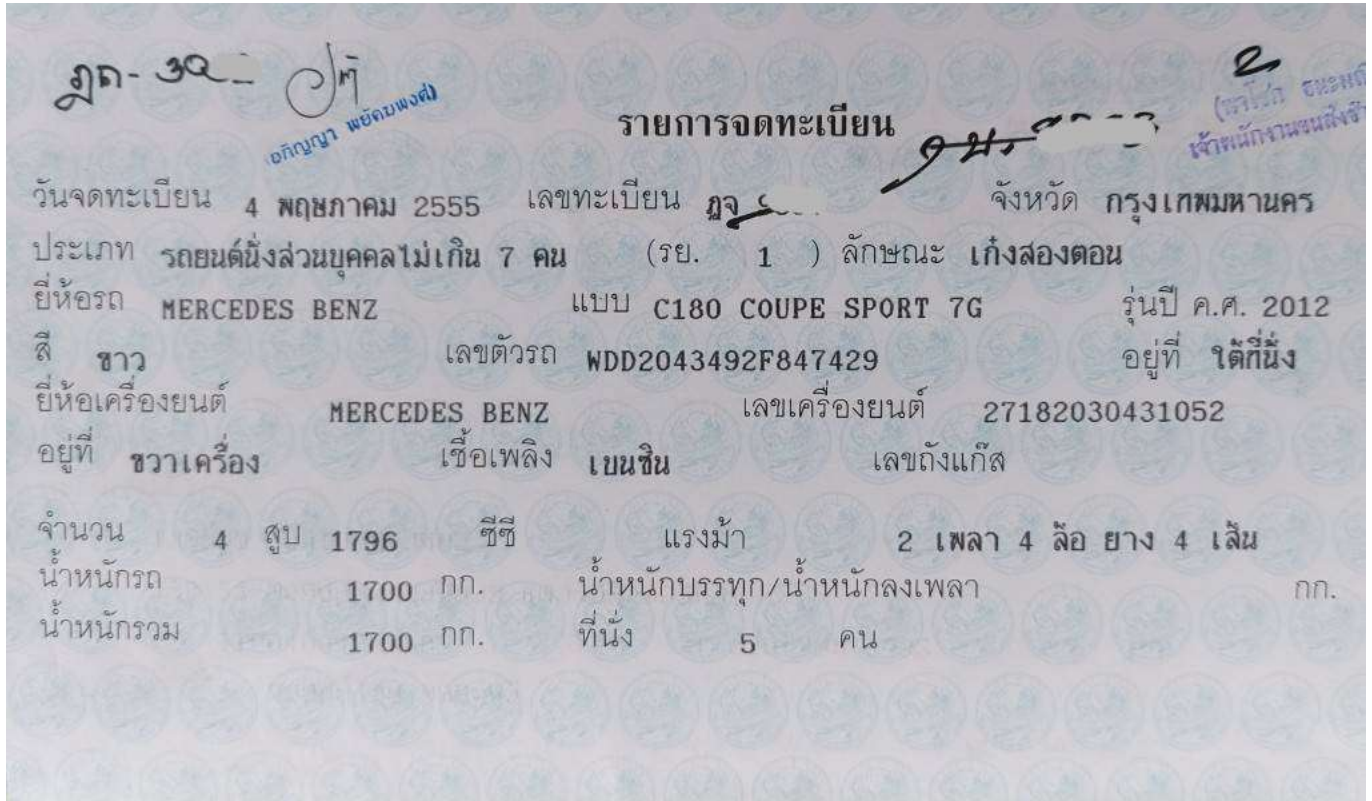 ฎถ-
รายการจดทะเบียน
วันจดทะเบียน 4 พฤษภาคม 2555 เลขทะเบียน ฎจ จังหวัด กรุงเทพมหานคร
ประเภท รถยนต์นั่งส่วนบุคคลไม่เกิน 7 คน (รย. 1 ) ลักษณะ เก๋งสองตอน
ยี่ห้อรถ MERCEDES BENZ แบบ C180 COUPE SPORT 7G รุ่นปี ค.ศ. 2012
สี ขาว เลขตัวรถ WDD2043492F847429 อยู่ที่ ใต้ที่นั่ง
ยี่ห้อเครื่องยนต์ MERCEDES BENZ เลขเครื่องยนต์ 27182030431052
อยู่ที่ ขวาเครื่อง เชื้อเพลิง เบนซิน เลขถังแก๊ส
จำนวน 4 สูบ 1796 ซีซี แรงม้า 2 เพลา 4 ล้อ ยาง 4 เส้น
น้ำหนักรถ 1700 กก. น้ำหนักบรรทุก/น้ำหนักลงเพลา กก.
น้ำหนักรวม 1700 กก. ที่นั่ง 5 คน